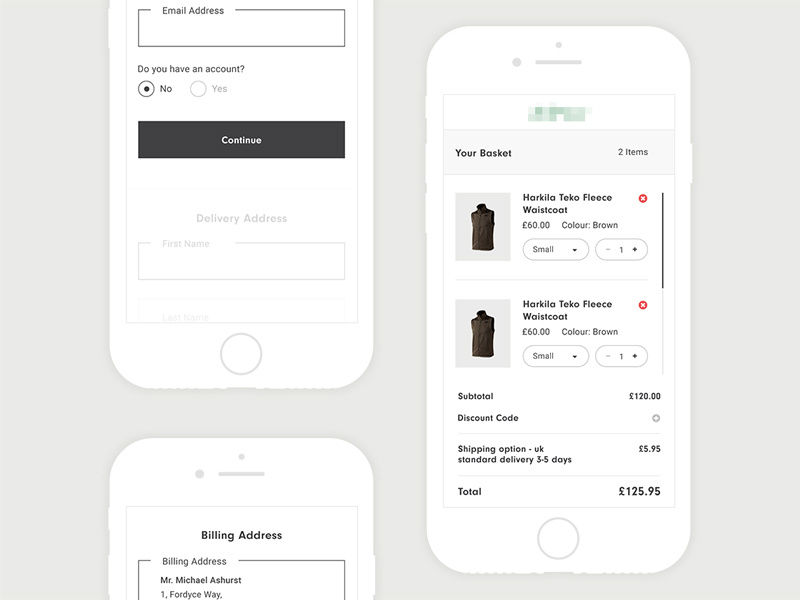 Email Address
Do you have an account?
No
Yes
Continue
Delivery Address
First Name
Last Name
Billing Address
Billing Address
Mr. Michael Ashurst
1, Fordyce Way,
Your Basket
2 Items
Harkila Teko Fleece
Waistcoat
£60.00 Colour: Brown
Small
- 1 +
Harkila Teko Fleece
Waistcoat
£60.00 Colour: Brown
Small
- 1 +
Subtotal £120.00
Discount Code
Shipping option - uk £5.95
standard delivery 3-5 days
Total £125.95